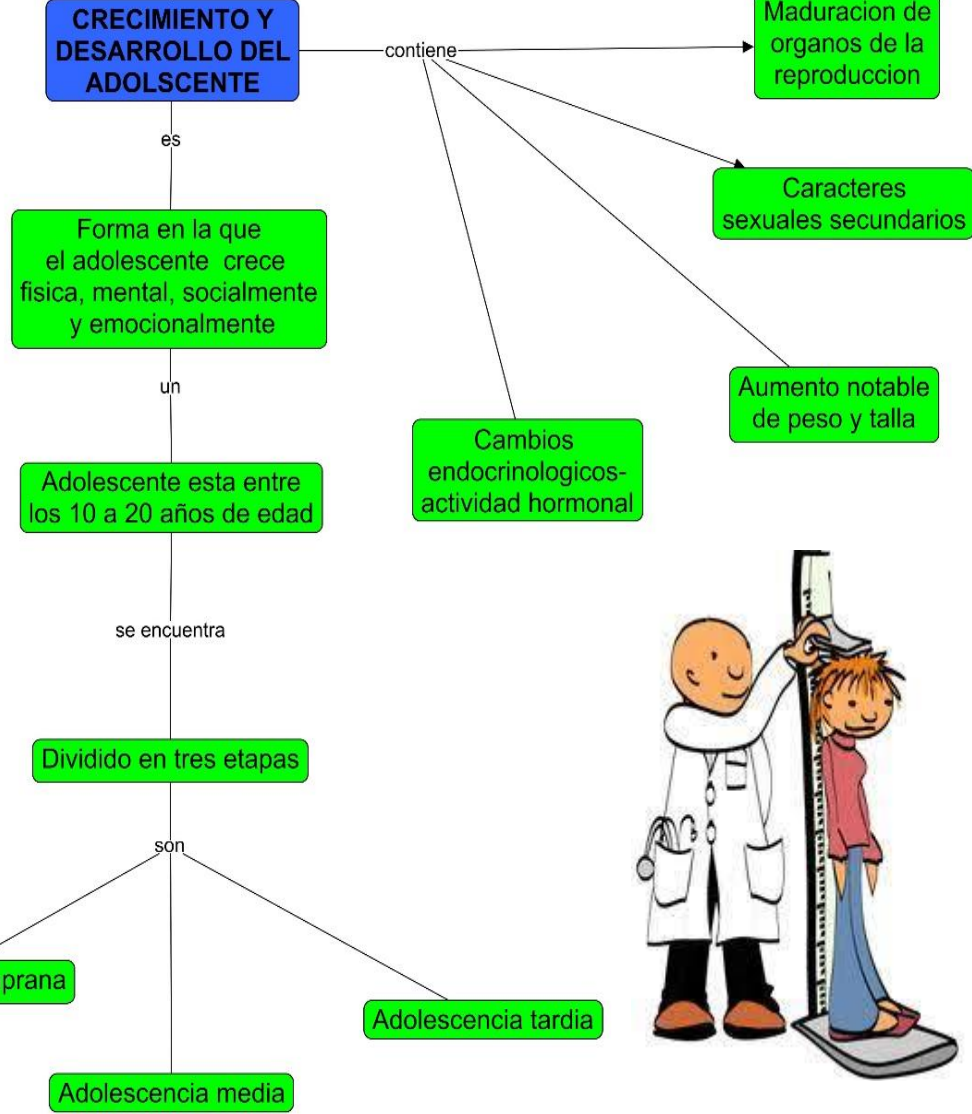 CRECIMIENTO Y
DESARROLLO DEL
ADOLSCENTE
contiene
Maduracion de
organos de la
reproduccion
es
Caracteres
sexuales secundarios
Forma en la que
el adolescente crece
fisica, mental, socialmente
y emocionalmente
un
Aumento notable
de peso y talla
Cambios
endocrinologicos-
actividad hormonal
Adolescente esta entre
los 10 a 20 años de edad
se encuentra
Dividido en tres etapas
son
prana
Adolescencia tardia
Adolescencia media